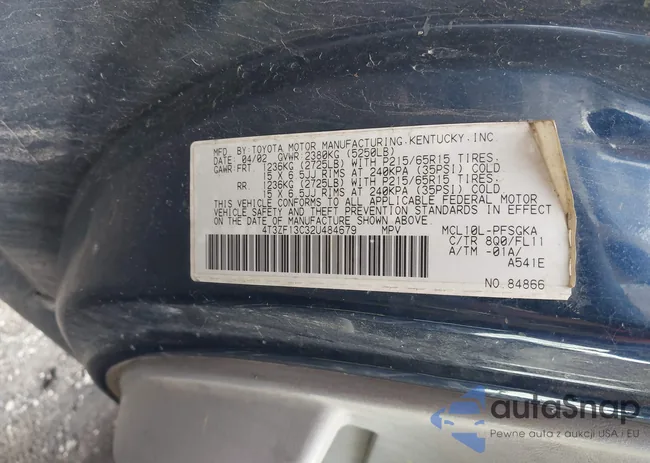 MFD. BY: TOYOTA MOTOR MANUFACTURING, KENTUCKY, INC
DATE: 04/02 GVWR 2380KG (5250LB)
GAWR:FRT 1236KG (2725LB) WITH P215/65R15 TIRES,
15 X 6.5JJ RIMS AT 240KPA (35PSI) COLD
RR 1236KG (2725LB) WITH P215/65R15 TIRES,
15 X 6.5JJ RIMS AT 240KPA (35PSI) COLD
THIS VEHICLE CONFORMS TO ALL APPLICABLE FEDERAL MOTOR
VEHICLE SAFETY AND THEFT PREVENTION STANDARDS IN EFFECT
ON THE DATE OF MANUFACTURE SHOWN ABOVE
4T3ZF13C32U484679 MPV MCL10L-PFSGKA
C/TR 8Q0/FL11
A/TM -01A/
A541E
NO 84866
autoSnap
Pewne auta z aukcji USA i EU